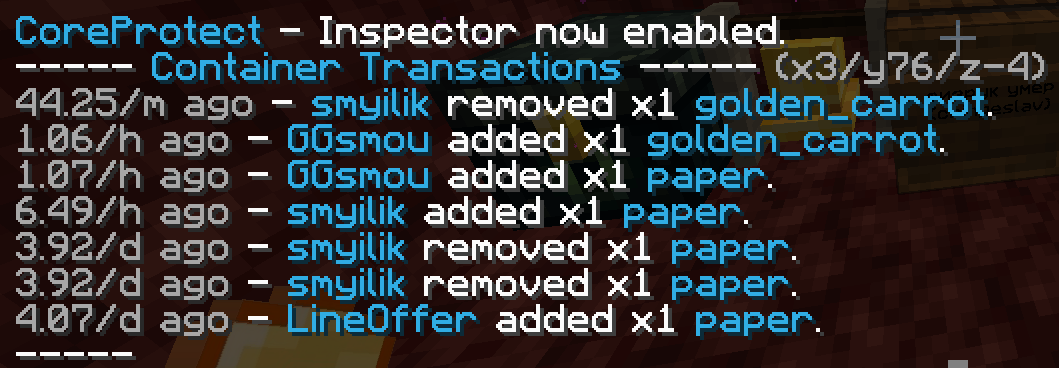 CoreProtect - Inspector now enabled.
----- Container Transactions ----- (x3/y76/z-4)
44.25/m ago - smyilik removed x1 golden_carrot.
1.06/h ago - GGsmou added x1 golden_carrot.
1.07/h ago - GGsmou added x1 paper.
6.49/h ago - smyilik added x1 paper.
3.92/d ago - smyilik removed x1 paper.
3.92/d ago - smyilik removed x1 paper.
4.07/d ago - LineOffer added x1 paper.
-----
умер